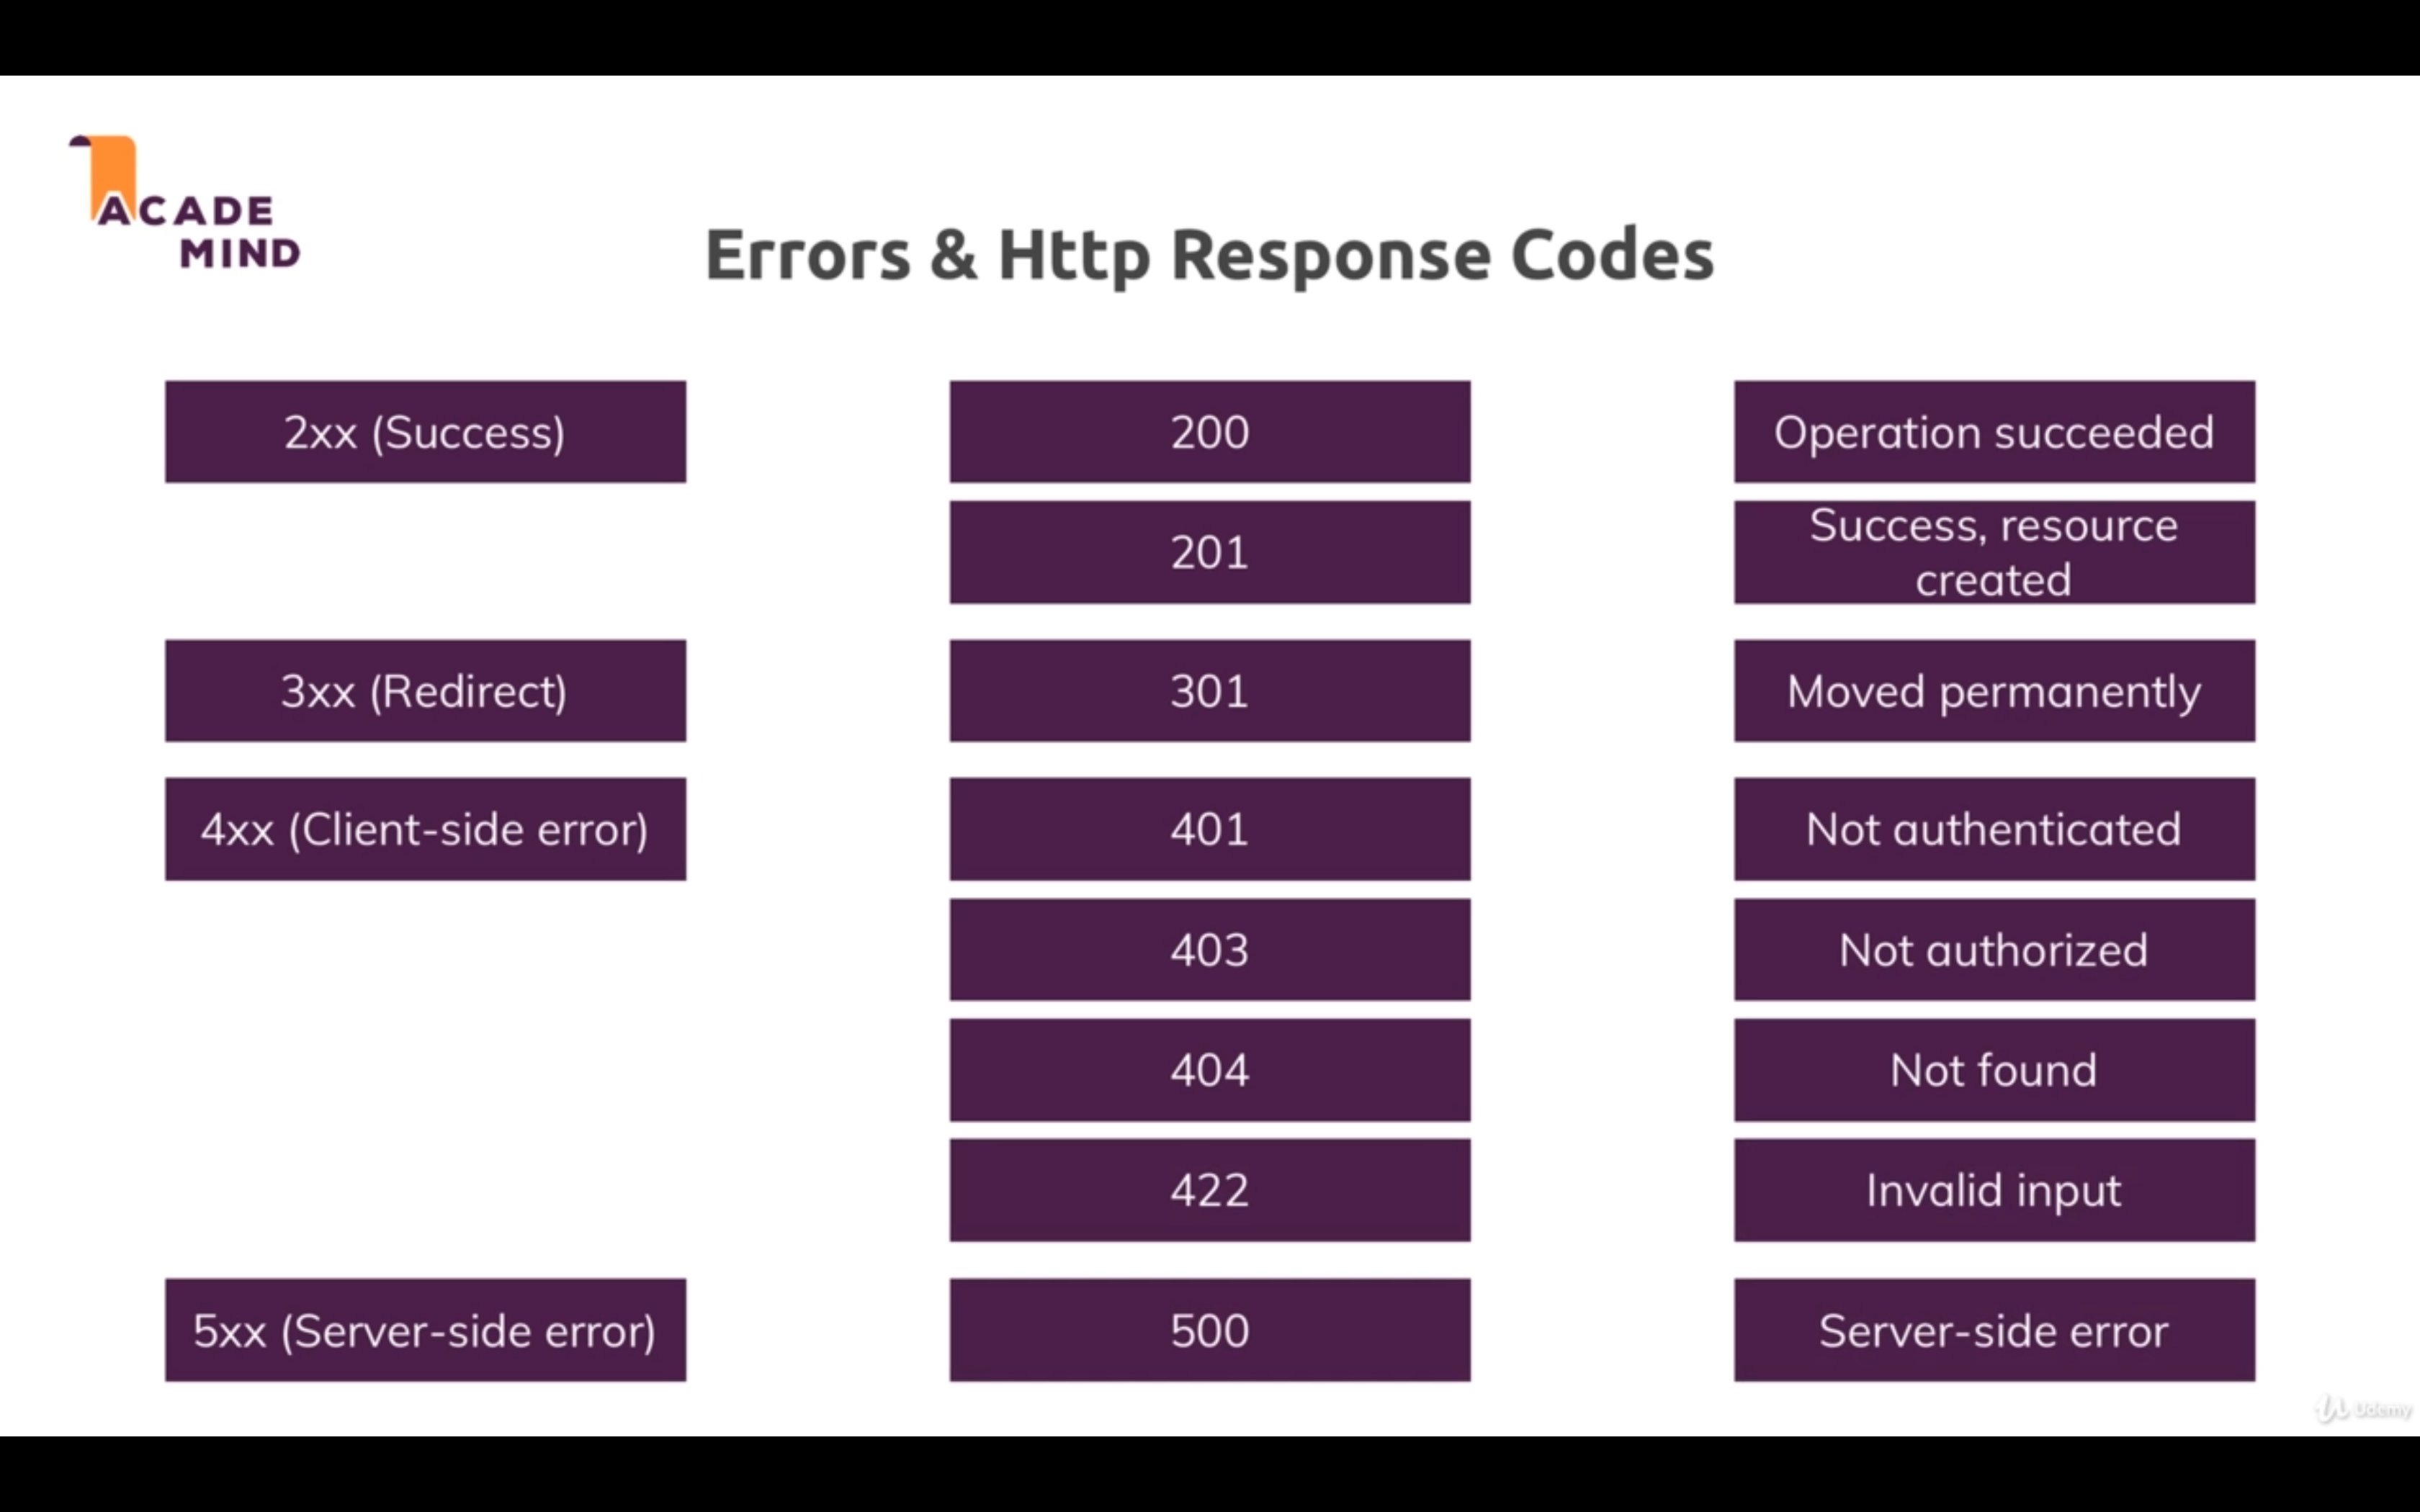 ACADE
MIND
Errors & Http Response Codes
2xx (Success)
200
Operation succeeded
201
Success, resource
created
3xx (Redirect)
301
Moved permanently
4xx (Client-side error)
401
Not authenticated
403
Not authorized
404
Not found
422
Invalid input
5xx (Server-side error)
500
Server-side error
Udemy